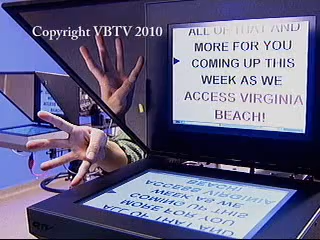 Copyright VBTV 2010
ALL OF THAT AND
MORE FOR YOU
COMING UP THIS
WEEK AS WE
ACCESS VIRGINIA
BEACH!